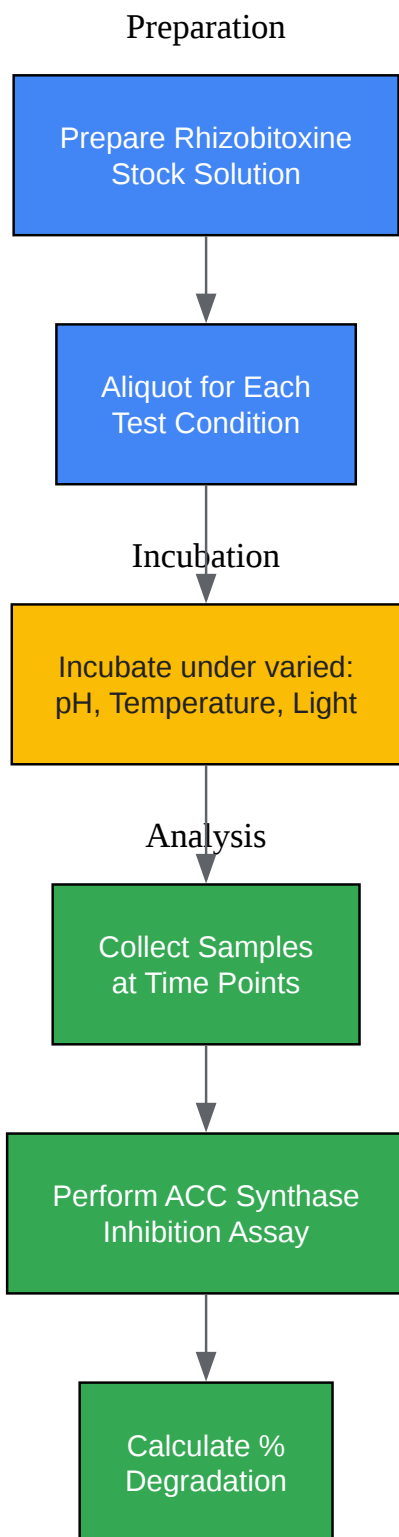 Preparation
Prepare Rhizobitoxine
Stock Solution
Aliquot for Each
Test Condition
Incubation
Incubate under varied:
pH, Temperature, Light
Analysis
Collect Samples
at Time Points
Perform ACC Synthase
Inhibition Assay
Calculate %
Degradation